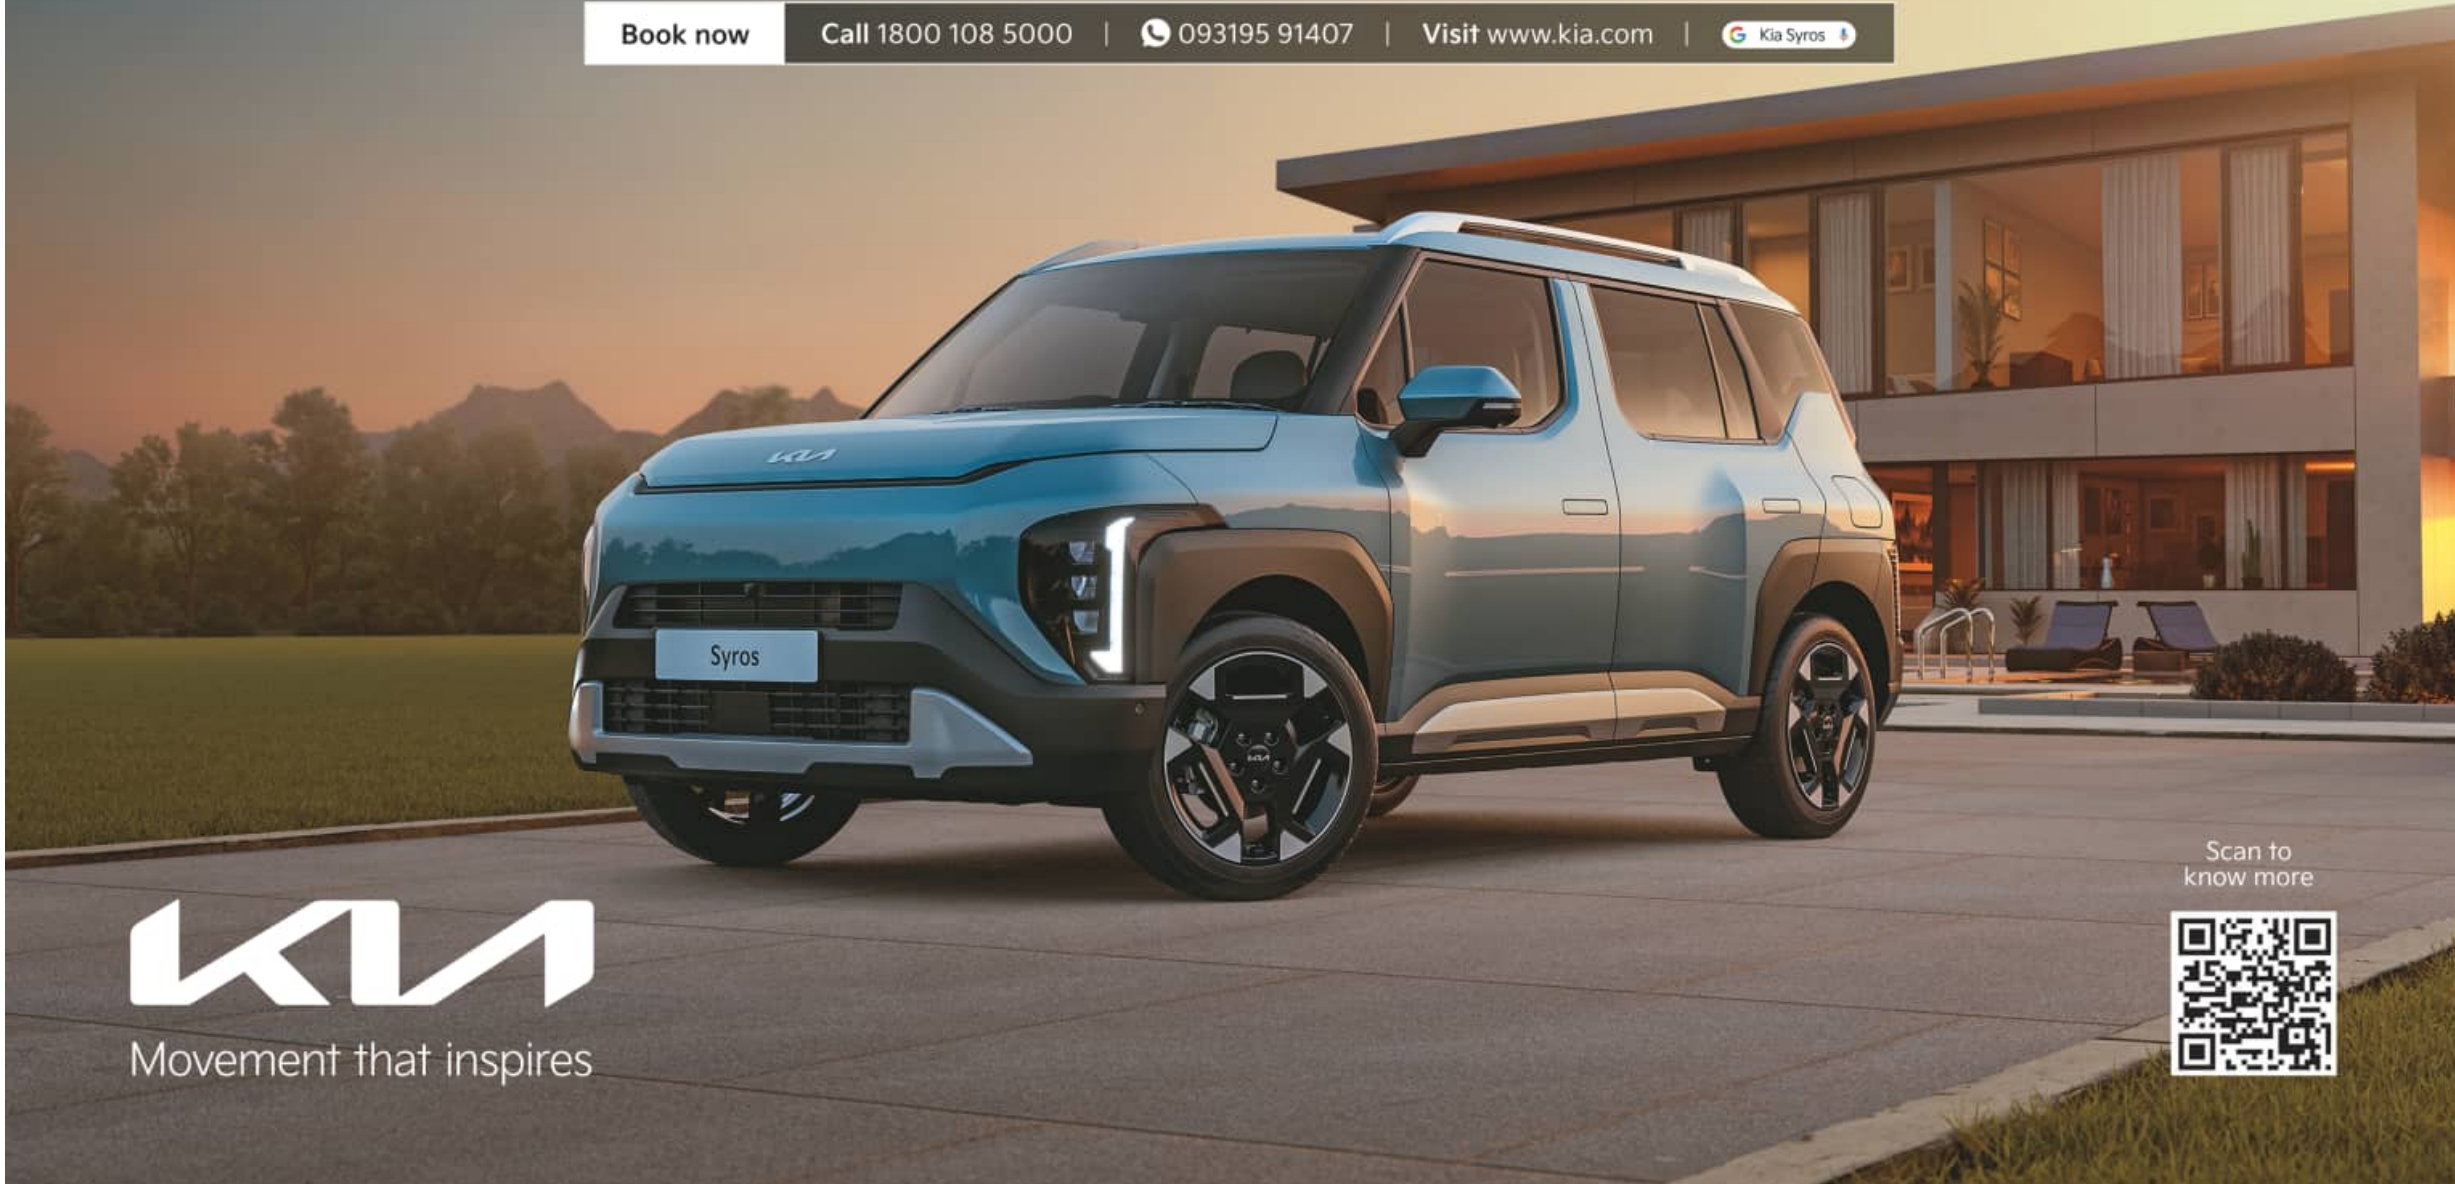 Book now Call 1800 108 5000 | 093195 91407 | Visit www.kia.com | Kia Syros
KIA
Syros
Scan to
know more
KIA
Movement that inspires